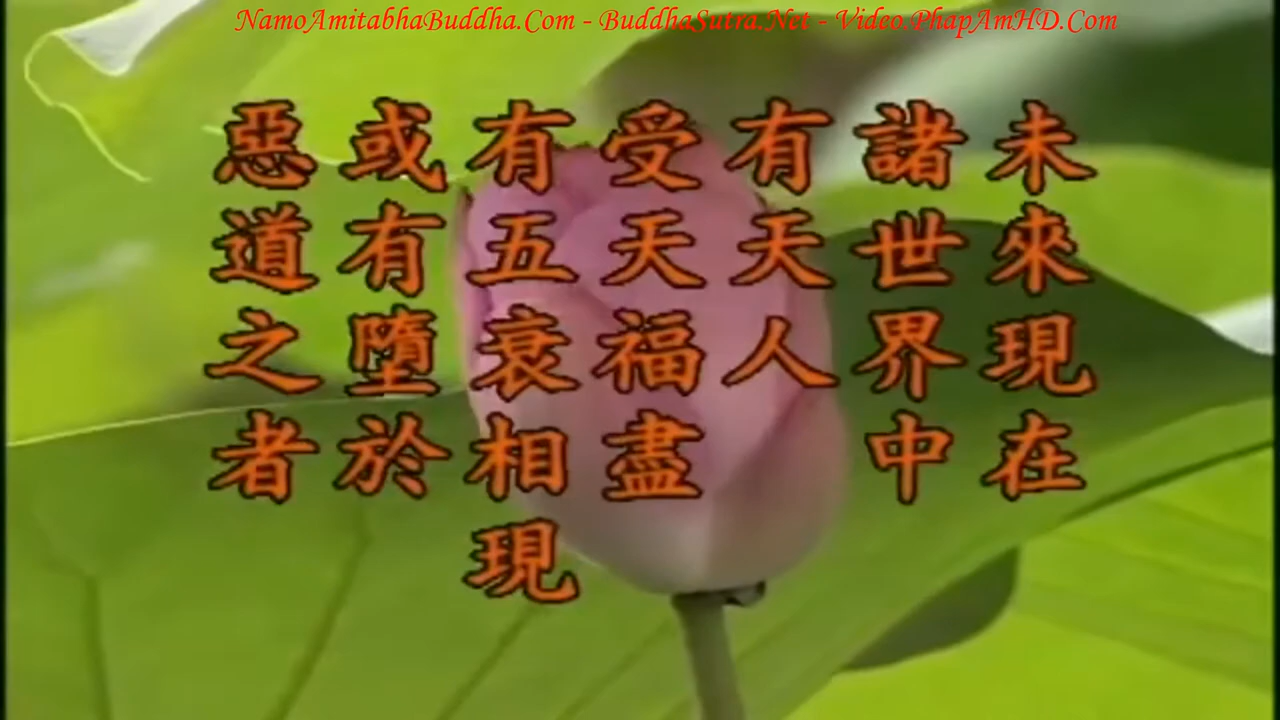 NamoAmitabhaBuddha.Com - BuddhaSutra.Net - Video.PhapAmHD.Com
未來現在
諸世界中
有天人
受天福盡
有五衰相現
或有墮於
惡道之者